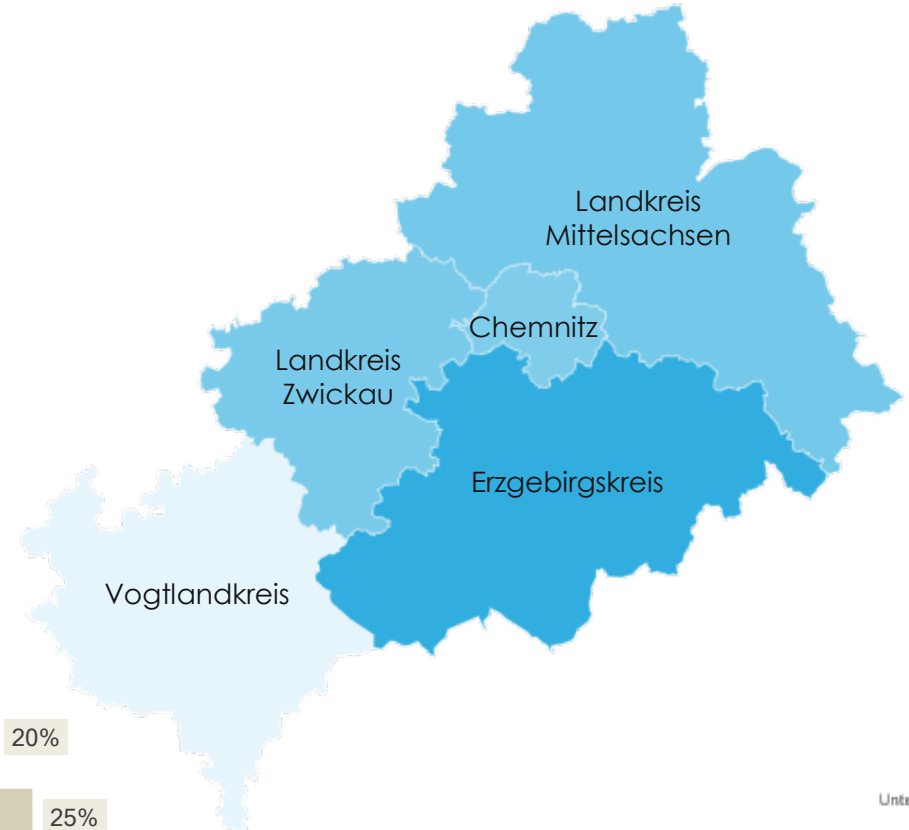 Landkreis
Mittelsachsen
Chemnitz
Landkreis
Zwickau
Erzgebirgskreis
Vogtlandkreis
20%
25%